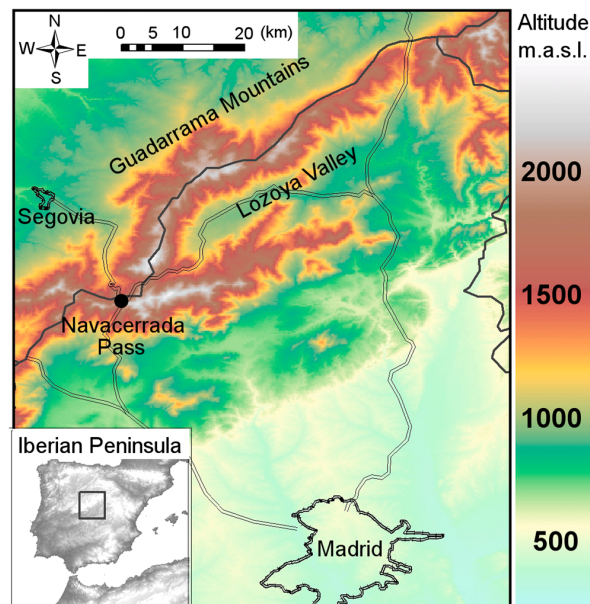 N
W E
S
0 5 10 20 (km)
Altitude
m.a.s.l.
Guadarrama Mountains
Lozoya Valley
Segovia
Navacerrada
Pass
2000
1500
1000
500
Iberian Peninsula
Madrid